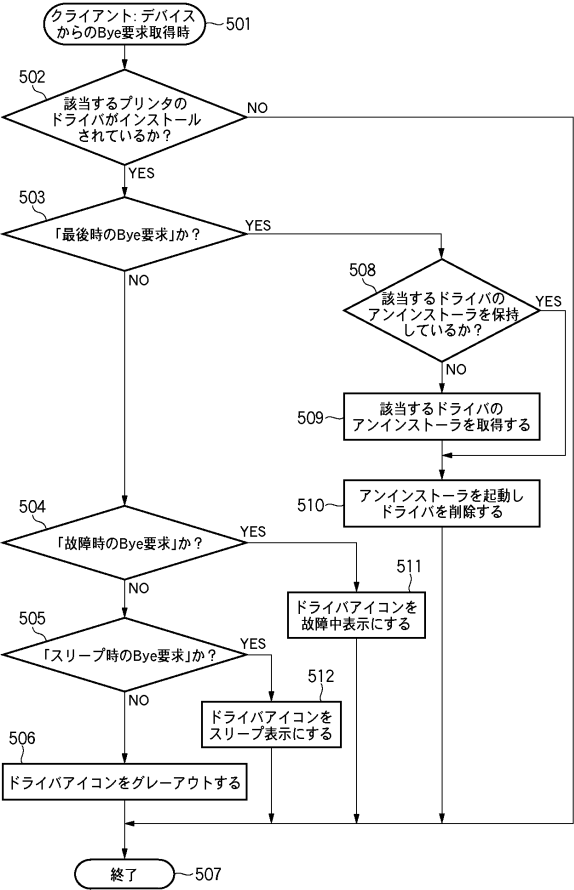 クライアント:デバイス
からのBye要求取得時
501
502
該当するプリンタの
ドライバがインストール
されているか?
NO
YES
503
「最後時のBye要求」か?
YES
NO
508
該当するドライバの
アンインストーラを保持
しているか?
YES
NO
509
該当するドライバの
アンインストーラを取得する
510
アンインストーラを起動し
ドライバを削除する
504
「故障時のBye要求」か?
YES
NO
511
ドライバアイコンを
故障中表示にする
505
「スリープ時のBye要求」か?
YES
NO
512
ドライバアイコンを
スリープ表示にする
506
ドライバアイコンをグレーアウトする
終了
507